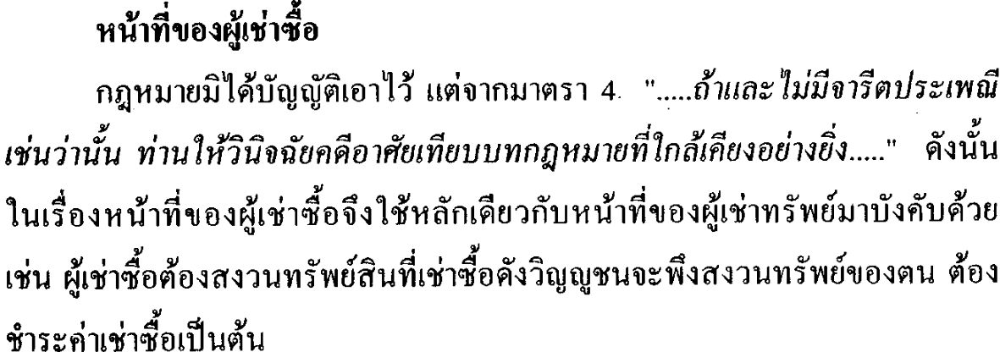 หน้าที่ของผู้เช่าซื้อ
กฎหมายมิได้บัญญัติเอาไว้ แต่จากมาตรา 4. ".....ถ้าและไม่มีจารีตประเพณี
เช่นว่านั้น ท่านให้วินิจฉัยคดีอาศัยเทียบบทกฎหมายที่ใกล้เคียงอย่างยิ่ง....." ดังนั้น
ในเรื่องหน้าที่ของผู้เช่าซื้อจึงใช้หลักเดียวกับหน้าที่ของผู้เช่าทรัพย์มาบังคับด้วย
เช่น ผู้เช่าซื้อต้องสงวนทรัพย์สินที่เช่าซื้อดังวิญญูชนจะพึงสงวนทรัพย์ของตน ต้อง
ชำระค่าเช่าซื้อเป็นต้น